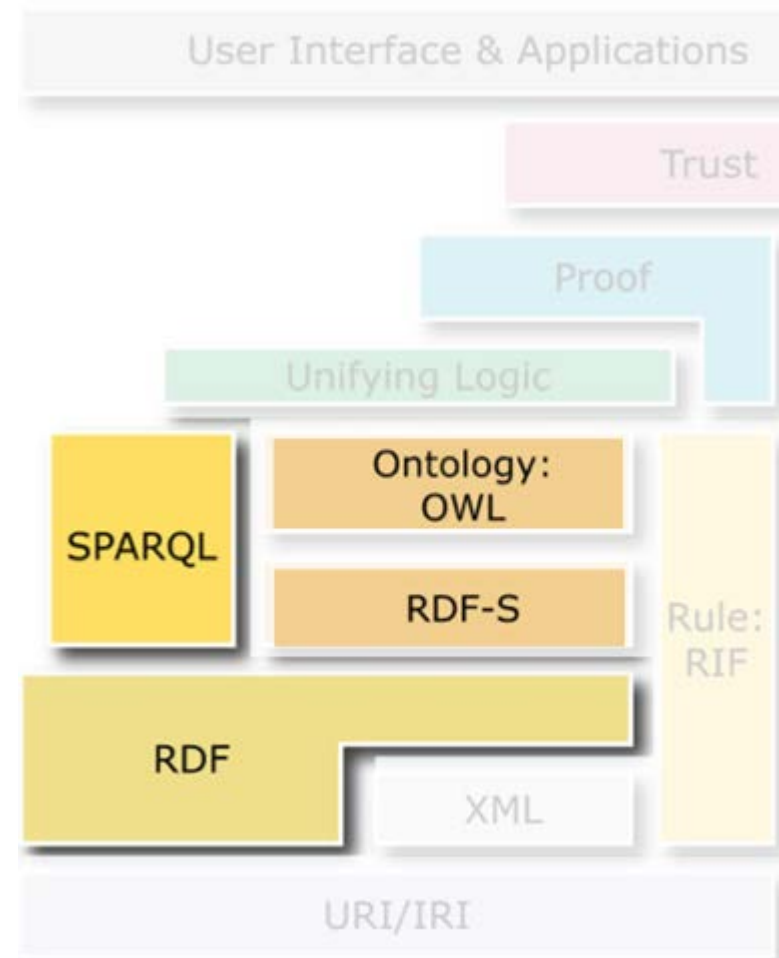 User Interface & Applications
Trust
Proof
Unifying Logic
Ontology:
OWL
SPARQL
RDF-S
Rule:
RIF
RDF
XML
URI/IRI